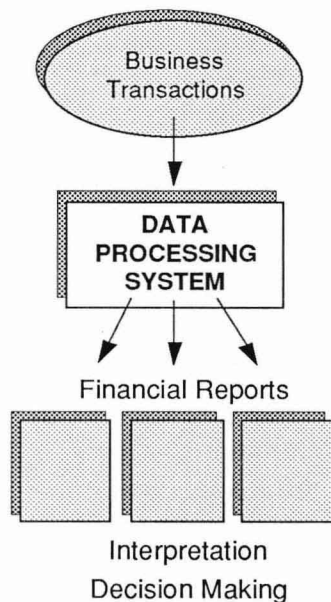 Business
Transactions
DATA
PROCESSING
SYSTEM
Financial Reports
Interpretation
Decision Making